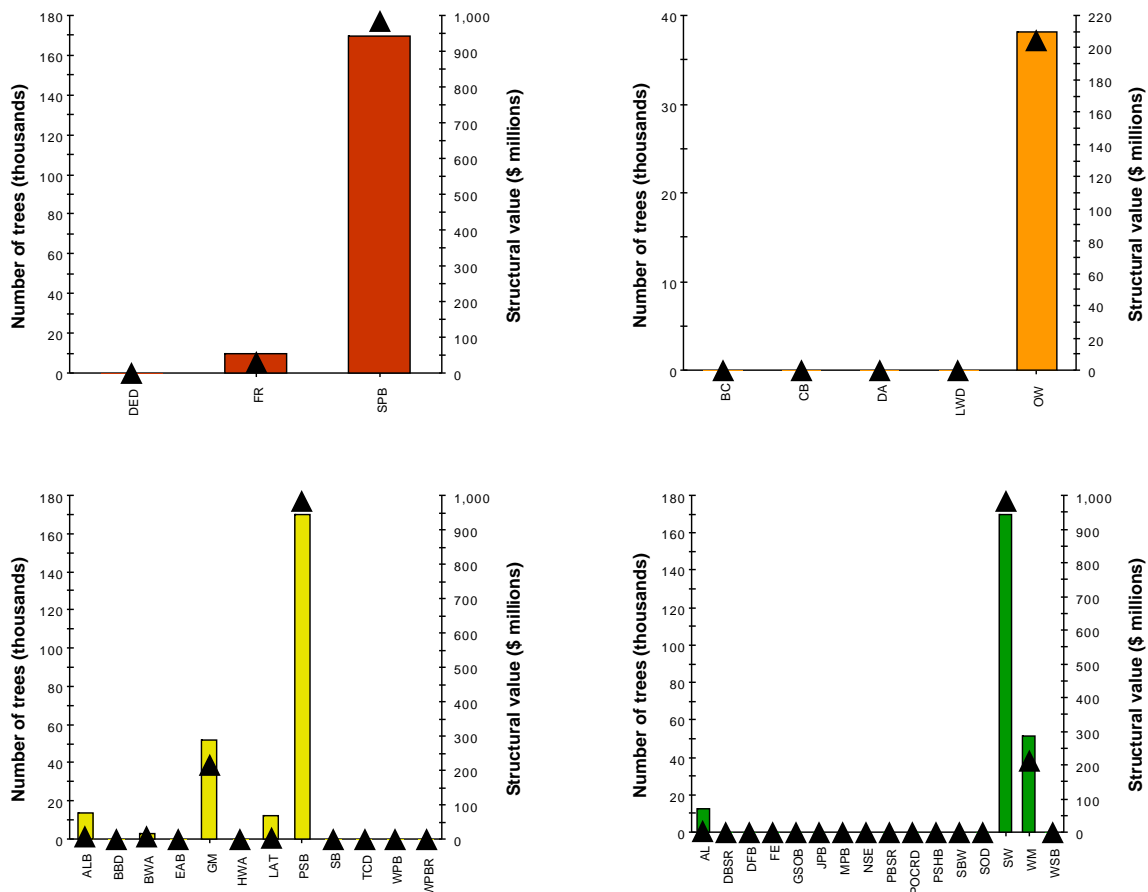 Number of trees (thousands)
180
160
140
120
100
80
60
40
20
0
DED
FR
SPB
1,000
900
800
700
600
500
400
300
200
100
0
Structural value ($ millions)
Number of trees (thousands)
40
30
20
10
0
BC
CB
DA
LWD
OW
220
200
180
160
140
120
100
80
60
40
20
0
Structural value ($ millions)
Number of trees (thousands)
180
160
140
120
100
80
60
40
20
0
ALB
BBD
BWA
EAB
GM
HWA
LAT
PSB
SB
TCD
WPB
WPBR
1,000
900
800
700
600
500
400
300
200
100
0
Structural value ($ millions)
Number of trees (thousands)
180
160
140
120
100
80
60
40
20
0
AL
DBSR
DFB
FE
GSOB
JPB
MPB
NSE
PBSR
POCRD
PSHB
SBW
SOD
SW
WM
WSB
1,000
900
800
700
600
500
400
300
200
100
0
Structural value ($ millions)